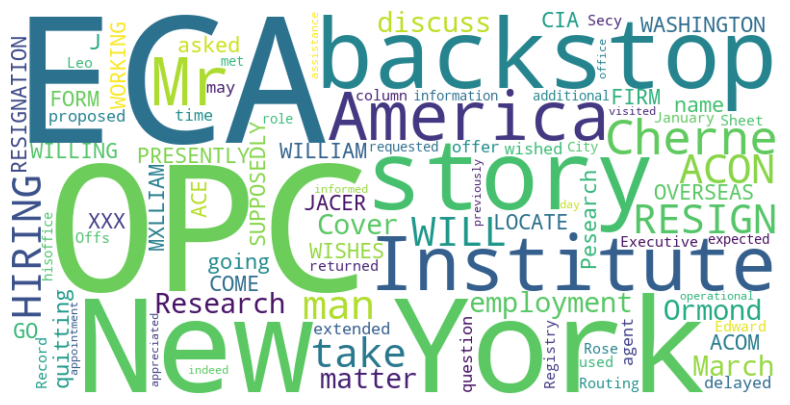 ECA
backstop
Mr
discuss
CIA
Secy
WASHINGTON
J
asked
Leo
met
assistance
office
FORM
WORKING
may
America
column
information
additional
FIRM
visited
name
proposed
time
role
January
Sheet
RESIGNATION
WILLING
PRESENTLY
WILLIAM
requested
offer
wished
City
Cherne
SUPPOSEDLY
story
ACON
OPC
MXLLIAM
ACE
informed
previously
Pesearch
OVERSEAS
HIRING
XXX
JACER
Cover
WILL
LOCATE
day
RESIGN
hisoffice
Offs
going
WISHES
Institute
Executive
expected
COME
returned
operational
GO
quitting
New York
Research
man
employment
Ormond
Record
appointment
appreciated
extended
take
question
Registry
Rose
agent
Edward
ACOM
indeed
matter
used
March
Routing
delayed